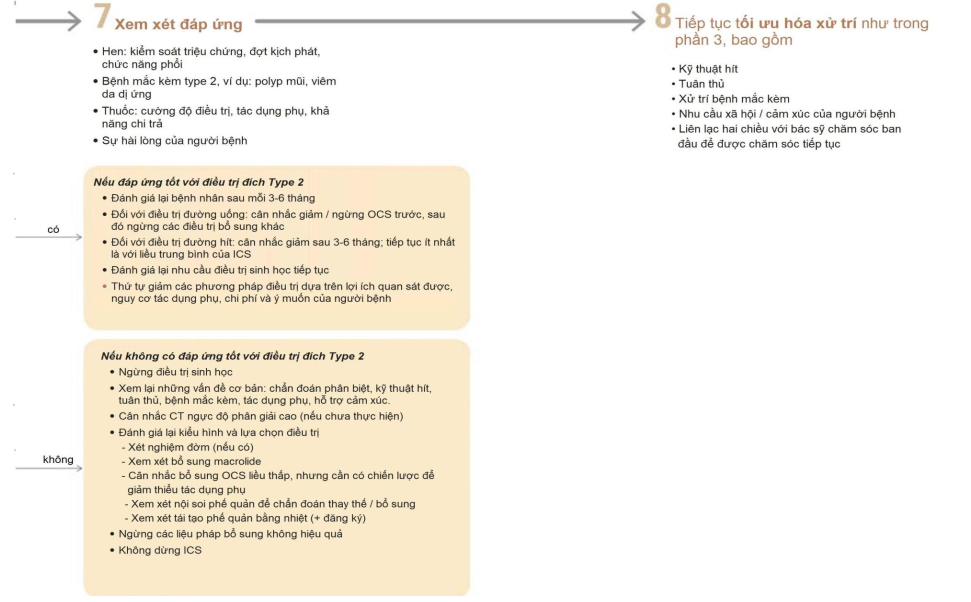 7 Xem xét đáp ứng
• Hen: kiểm soát triệu chứng, đợt kịch phát,
chức năng phổi
• Bệnh mắc kèm type 2, ví dụ: polyp mũi, viêm
da dị ứng
• Thuốc: cường độ điều trị, tác dụng phụ, khả
năng chi trả
• Sự hài lòng của người bệnh
8 Tiếp tục tối ưu hóa xử trí như trong
phần 3, bao gồm
• Kỹ thuật hít
• Tuân thủ
• Xử trí bệnh mắc kèm
• Nhu cầu xã hội / cảm xúc của người bệnh
• Liên lạc hai chiều với bác sỹ chăm sóc ban
đầu để được chăm sóc tiếp tục
có
Nếu đáp ứng tốt với điều trị đích Type 2
• Đánh giá lại bệnh nhân sau mỗi 3-6 tháng
• Đối với điều trị đường uống: cân nhắc giảm / ngừng OCS trước, sau
đó ngừng các điều trị bổ sung khác
• Đối với điều trị đường hít: cân nhắc giảm sau 3-6 tháng; tiếp tục ít nhất
là với liều trung bình của ICS
• Đánh giá lại nhu cầu điều trị sinh học tiếp tục
• Thứ tự giảm các phương pháp điều trị dựa trên lợi ích quan sát được,
nguy cơ tác dụng phụ, chi phí và ý muốn của người bệnh
không
Nếu không có đáp ứng tốt với điều trị đích Type 2
• Ngừng điều trị sinh học
• Xem lại những vấn đề cơ bản: chẩn đoán phân biệt, kỹ thuật hít,
tuân thủ, bệnh mắc kèm, tác dụng phụ, hỗ trợ cảm xúc.
• Cân nhắc CT ngực độ phân giải cao (nếu chưa thực hiện)
• Đánh giá lại kiểu hình và lựa chọn điều trị
- Xét nghiệm đờm (nếu có)
- Xem xét bổ sung macrolide
- Cân nhắc bổ sung OCS liều thấp, nhưng cần có chiến lược để
giảm thiểu tác dụng phụ
- Xem xét nội soi phế quản để chẩn đoán thay thế / bổ sung
- Xem xét tái tạo phế quản bằng nhiệt (+ đăng ký)
• Ngừng các liệu pháp bổ sung không hiệu quả
• Không dừng ICS